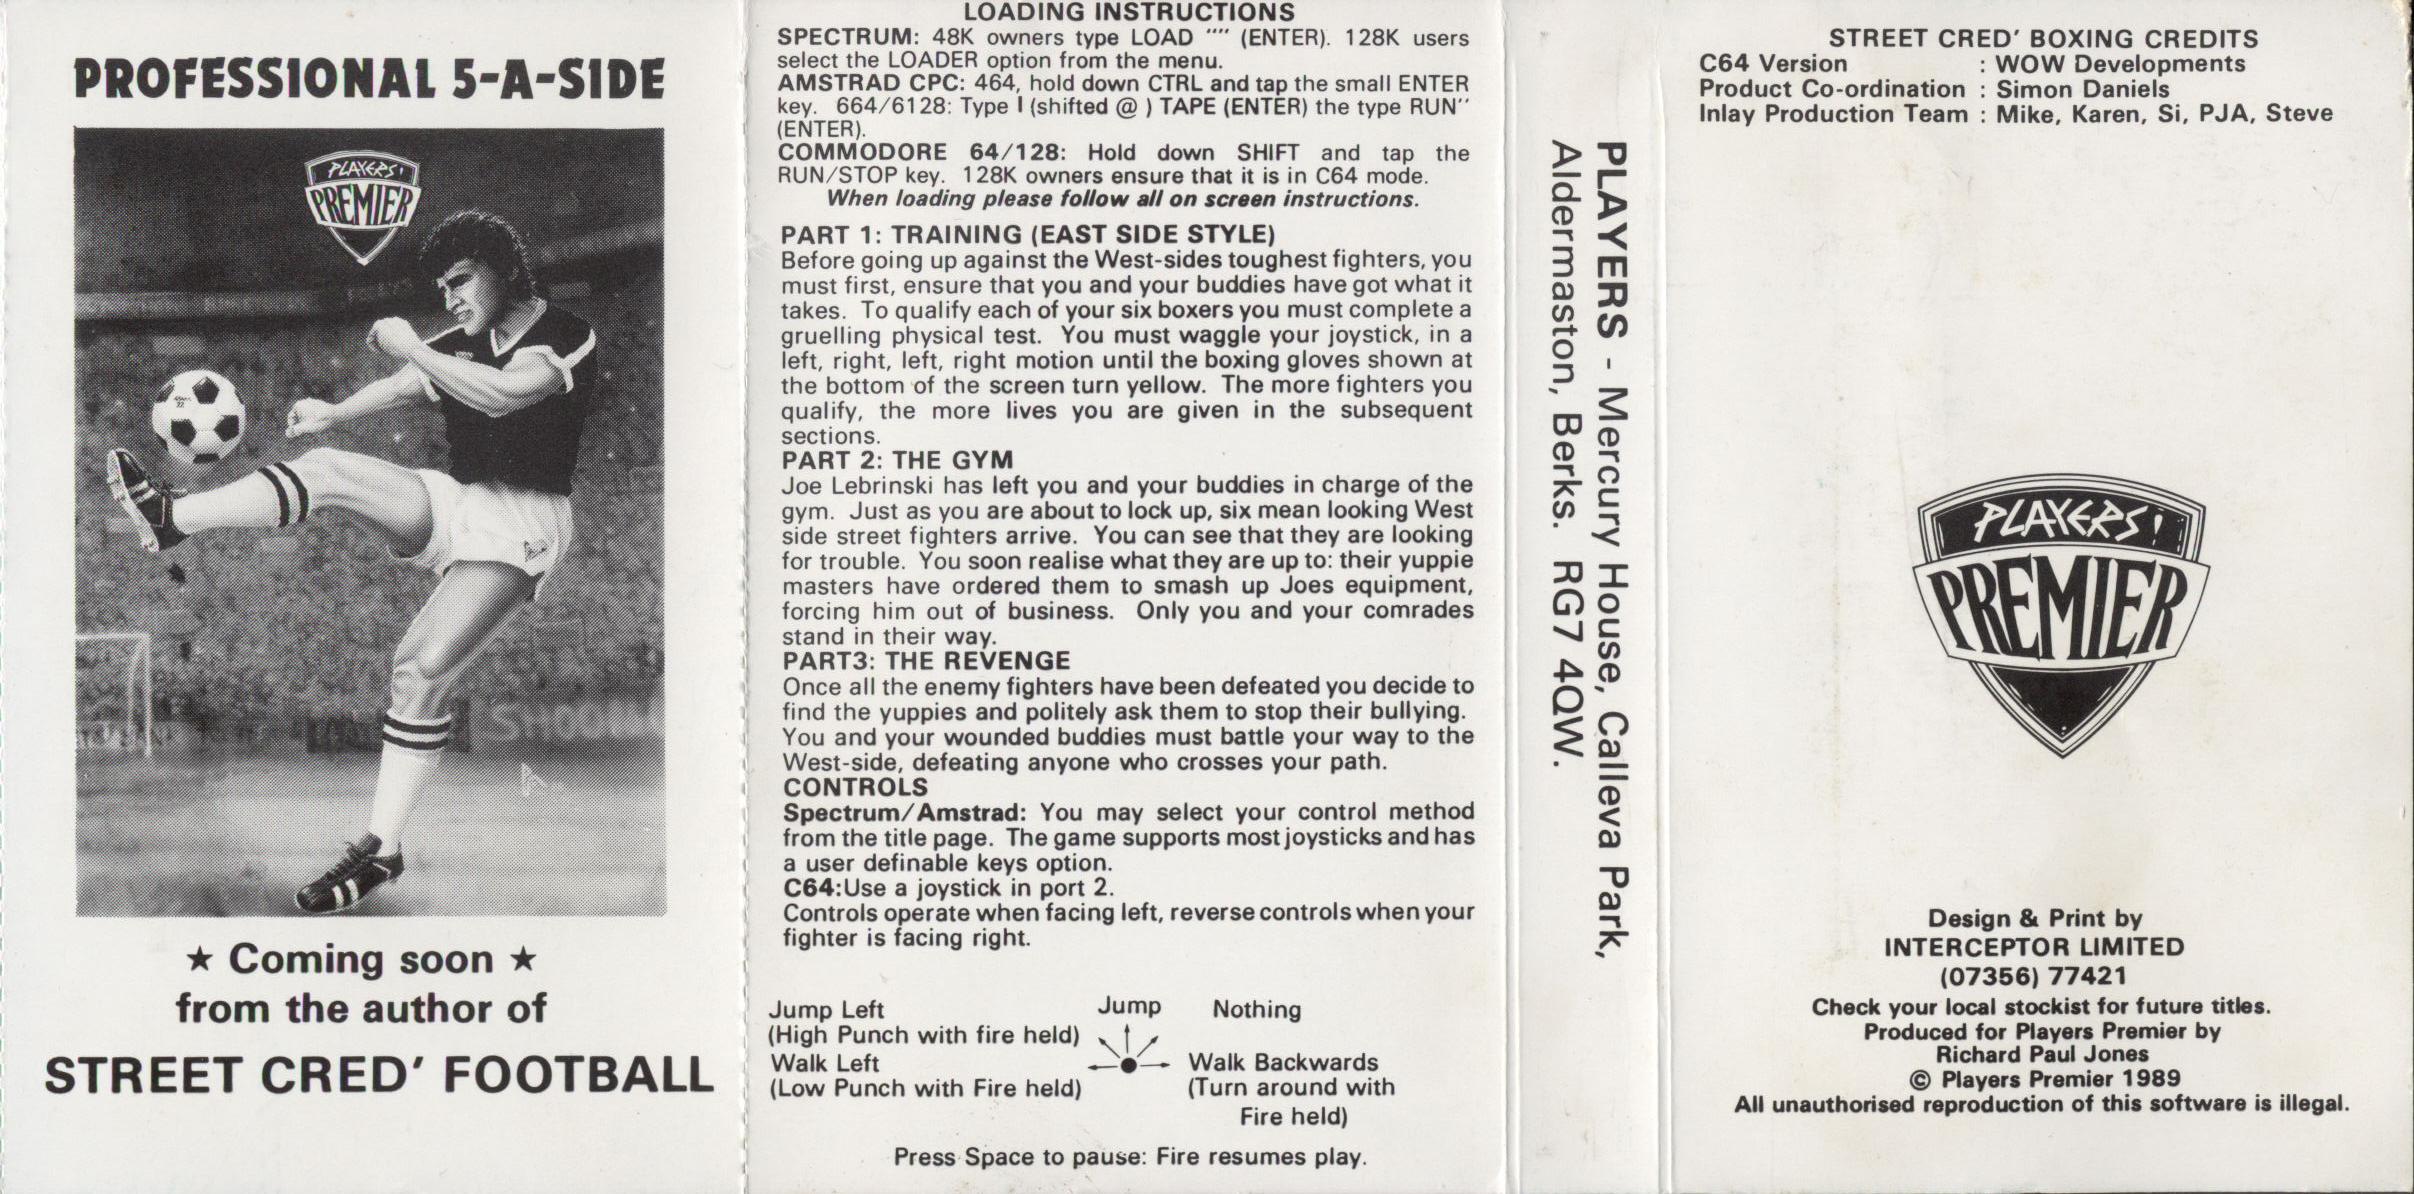 PROFESSIONAL 5-A-SIDE
PLAYERS'
PREMIER
★ Coming soon ★
from the author of
STREET CRED' FOOTBALL
LOADING INSTRUCTIONS
SPECTRUM: 48K owners type LOAD "" (ENTER). 128K users
select the LOADER option from the menu.
AMSTRAD CPC: 464, hold down CTRL and tap the small ENTER
key. 664/6128: Type I (shifted @ ) TAPE (ENTER) the type RUN"
(ENTER).
COMMODORE 64/128: Hold down SHIFT and tap the
RUN/STOP key. 128K owners ensure that it is in C64 mode.
When loading please follow all on screen instructions.
PART 1: TRAINING (EAST SIDE STYLE)
Before going up against the West-sides toughest fighters, you
must first, ensure that you and your buddies have got what it
takes. To qualify each of your six boxers you must complete a
gruelling physical test. You must waggle your joystick, in a
left, right, left, right motion until the boxing gloves shown at
the bottom of the screen turn yellow. The more fighters you
qualify, the more lives you are given in the subsequent
sections.
PART 2: THE GYM
Joe Lebrinski has left you and your buddies in charge of the
gym. Just as you are about to lock up, six mean looking West
side street fighters arrive. You can see that they are looking
for trouble. You soon realise what they are up to: their yuppie
masters have ordered them to smash up Joes equipment,
forcing him out of business. Only you and your comrades
stand in their way.
PART3: THE REVENGE
Once all the enemy fighters have been defeated you decide to
find the yuppies and politely ask them to stop their bullying.
You and your wounded buddies must battle your way to the
West-side, defeating anyone who crosses your path.
CONTROLS
Spectrum/Amstrad: You may select your control method
from the title page. The game supports most joysticks and has
a user definable keys option.
C64:Use a joystick in port 2.
Controls operate when facing left, reverse controls when your
fighter is facing right.
Jump Left Jump Nothing
(High Punch with fire held)
Walk Left Walk Backwards
(Low Punch with Fire held) (Turn around with
Fire held)
Press Space to pause: Fire resumes play.
PLAYERS - Mercury House, Calleva Park,
Aldermaston, Berks. RG7 4QW.
STREET CRED' BOXING CREDITS
C64 Version : WOW Developments
Product Co-ordination : Simon Daniels
Inlay Production Team : Mike, Karen, Si, PJA, Steve
PLAYERS'
PREMIER
Design & Print by
INTERCEPTOR LIMITED
(07356) 77421
Check your local stockist for future titles.
Produced for Players Premier by
Richard Paul Jones
© Players Premier 1989
All unauthorised reproduction of this software is illegal.